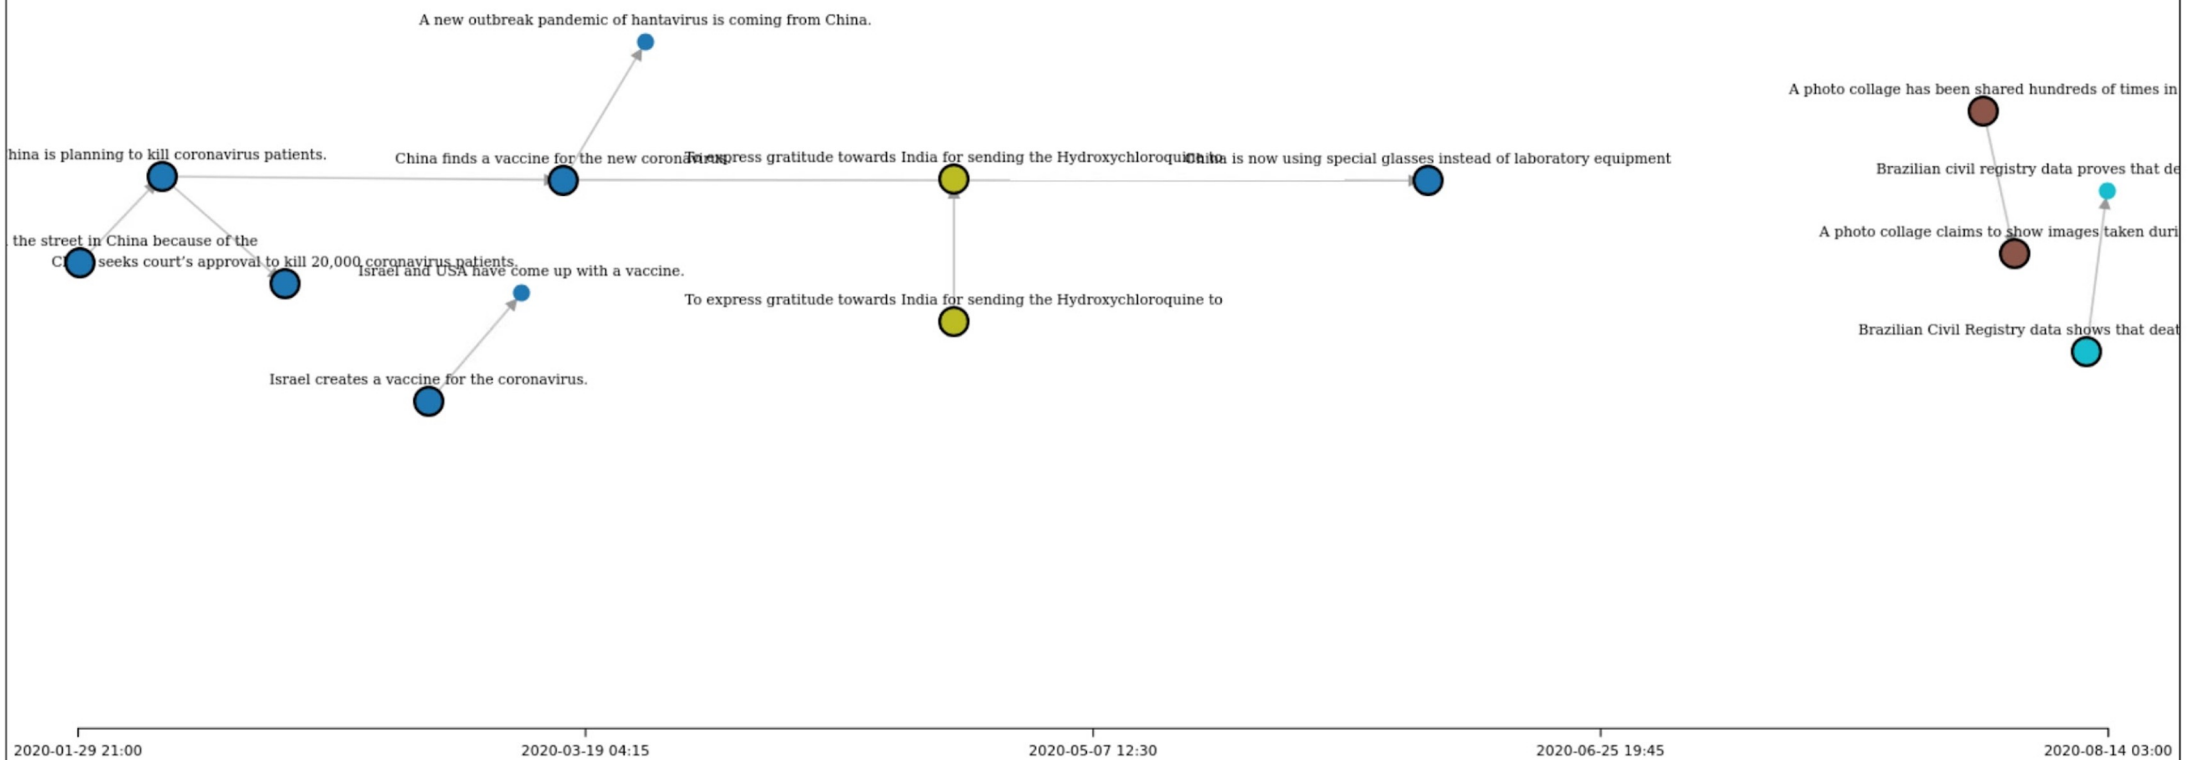 A new outbreak pandemic of hantavirus is coming from China.
A photo collage has been shared hundreds of times in
hina is planning to kill coronavirus patients.
China finds a vaccine for the new coronavirus.
To express gratitude towards India for sending the Hydroxychloroquine to
China is now using special glasses instead of laboratory equipment
Brazilian civil registry data proves that de
A photo collage claims to show images taken duri
the street in China because of the
China seeks court’s approval to kill 20,000 coronavirus patients.
Israel and USA have come up with a vaccine.
To express gratitude towards India for sending the Hydroxychloroquine to
Brazilian Civil Registry data shows that deat
Israel creates a vaccine for the coronavirus.
2020-01-29 21:00
2020-03-19 04:15
2020-05-07 12:30
2020-06-25 19:45
2020-08-14 03:00